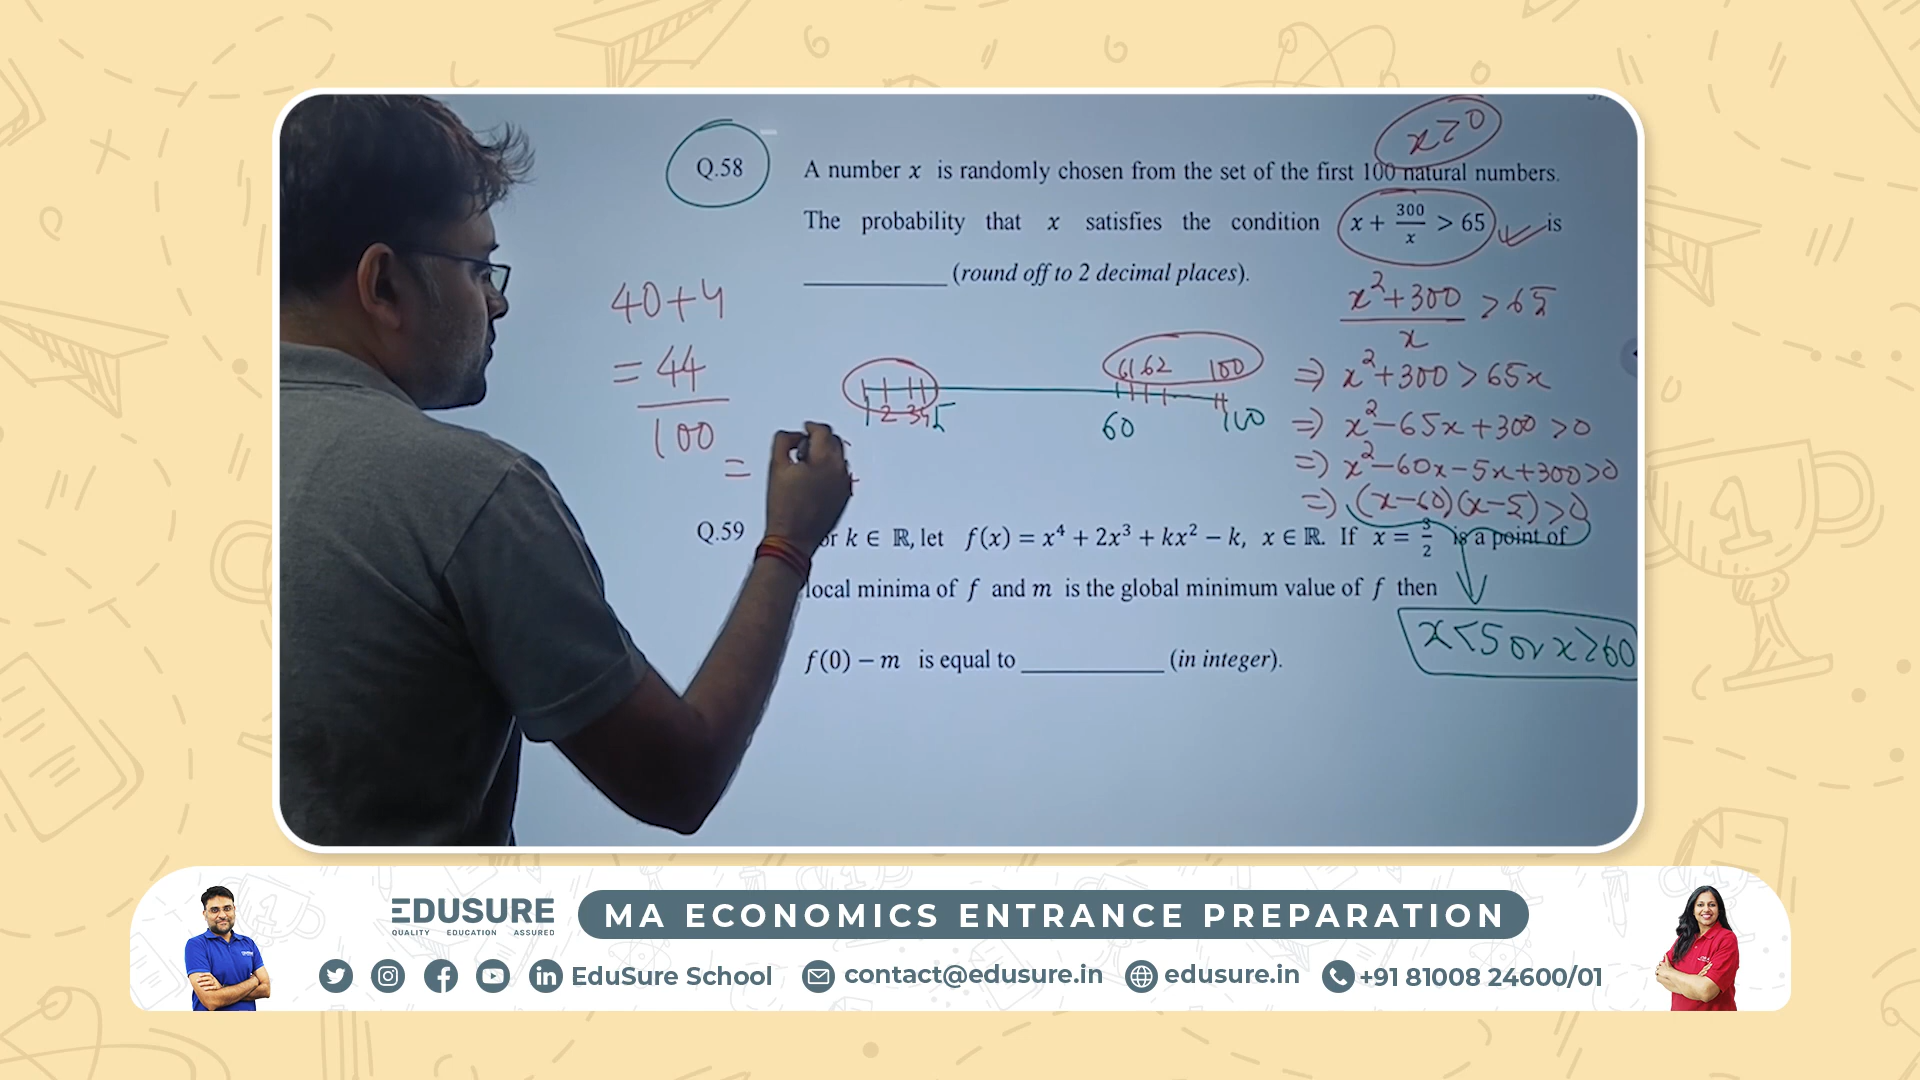 x > 0
Q.58 A number x is randomly chosen from the set of the first 100 natural numbers.
The probability that x satisfies the condition x + 300/x > 65 is
__________ (round off to 2 decimal places).
40+4
= 44
100
=
61 62 100
1 2 3 4 5
60 100
x²+300 / x > 65
⇒ x²+300 > 65x
⇒ x²-65x+300 >0
⇒ x²-60x-5x+300>0
⇒ (x-60)(x-5)>0
x<5 or x>60
Q.59 or k ∈ ℝ, let f(x) = x⁴ + 2x³ + kx² − k, x ∈ ℝ. If x = 3/2 is a point of
local minima of f and m is the global minimum value of f then
f(0) − m is equal to __________ (in integer).
EDUSURE
QUALITY EDUCATION ASSURED
MA ECONOMICS ENTRANCE PREPARATION
EduSure School contact@edusure.in edusure.in +91 81008 24600/01